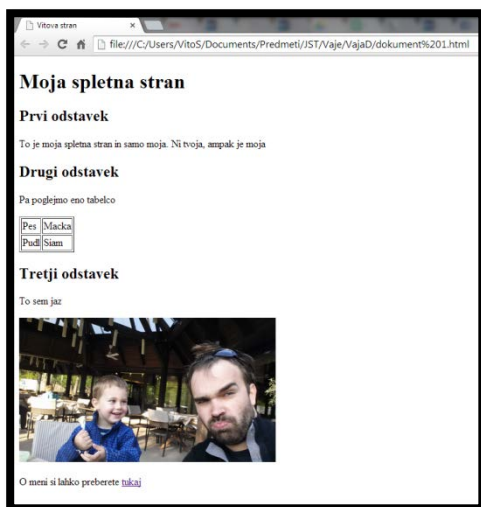 Vitova stran
file:///C:/Users/VitoS/Documents/Predmeti/JST/Vaje/VajaD/dokument%201.html
Moja spletna stran
Prvi odstavek
To je moja spletna stran in samo moja. Ni tvoja, ampak je moja
Drugi odstavek
Pa poglejmo eno tabelco
Pes Macka
Pudl Siam
Tretji odstavek
To sem jaz
O meni si lahko preberete tukaj